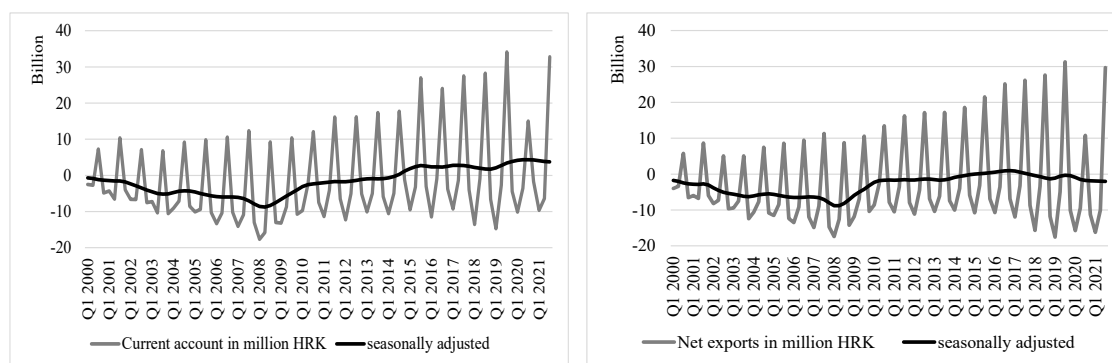 Billion
40
30
20
10
0
-10
-20
Q1 2000
Q1 2001
Q1 2002
Q1 2003
Q1 2004
Q1 2005
Q1 2006
Q1 2007
Q1 2008
Q1 2009
Q1 2010
Q1 2011
Q1 2012
Q1 2013
Q1 2014
Q1 2015
Q1 2016
Q1 2017
Q1 2018
Q1 2019
Q1 2020
Q1 2021
Current account in million HRK seasonally adjusted
Billion
40
30
20
10
0
-10
-20
Q1 2000
Q1 2001
Q1 2002
Q1 2003
Q1 2004
Q1 2005
Q1 2006
Q1 2007
Q1 2008
Q1 2009
Q1 2010
Q1 2011
Q1 2012
Q1 2013
Q1 2014
Q1 2015
Q1 2016
Q1 2017
Q1 2018
Q1 2019
Q1 2020
Q1 2021
Net exports in million HRK seasonally adjusted